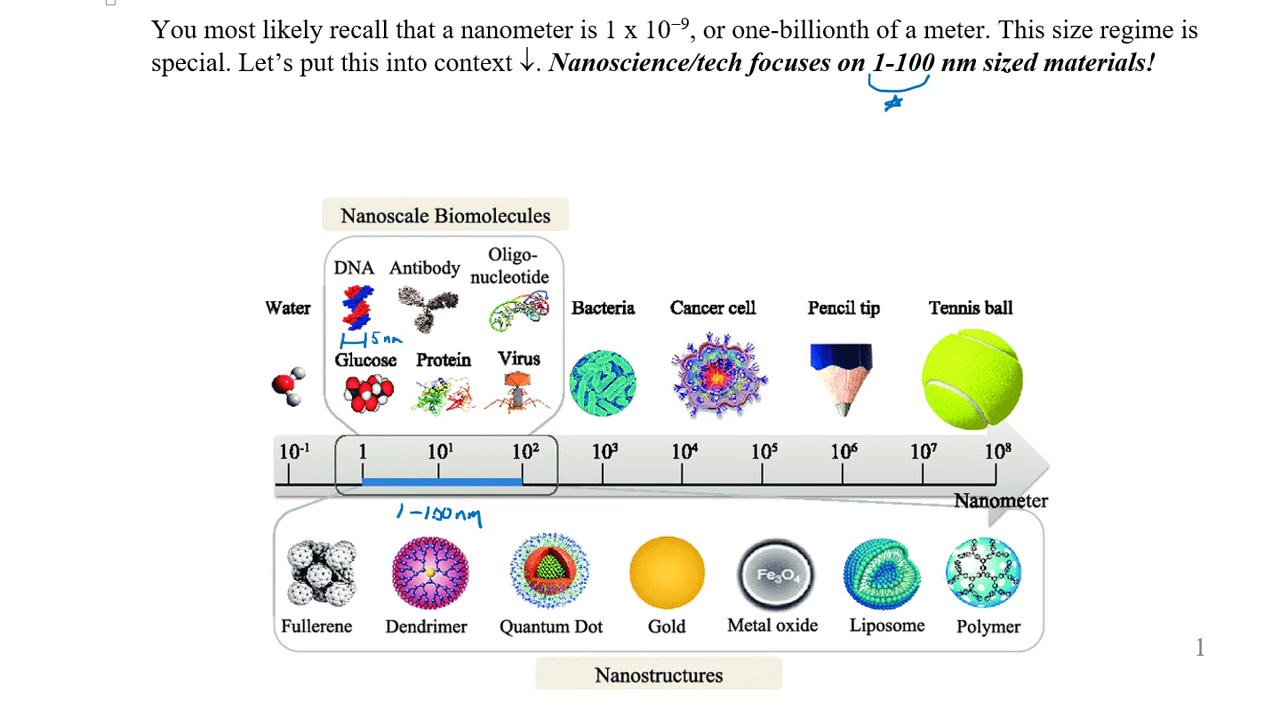 You most likely recall that a nanometer is 1 x 10⁻⁹, or one-billionth of a meter. This size regime is
special. Let’s put this into context ↓. Nanoscience/tech focuses on 1-100 nm sized materials!
Nanoscale Biomolecules
DNA Antibody Oligo-
nucleotide
Water Bacteria Cancer cell Pencil tip Tennis ball
5 nm
Glucose Protein Virus
10⁻¹ 1 10¹ 10² 10³ 10⁴ 10⁵ 10⁶ 10⁷ 10⁸
Nanometer
1-100 nm
Fe₃O₄
Fullerene Dendrimer Quantum Dot Gold Metal oxide Liposome Polymer
1
Nanostructures